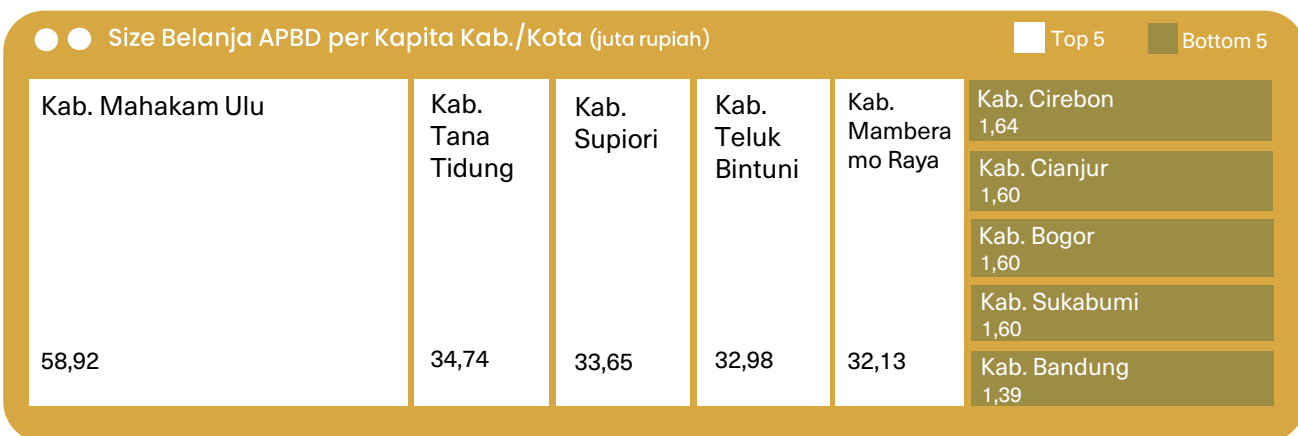 Size Belanja APBD per Kapita Kab./Kota (juta rupiah)
Top 5
Bottom 5
Kab. Mahakam Ulu
58,92
Kab.
Tana
Tidung
34,74
Kab.
Supiori
33,65
Kab.
Teluk
Bintuni
32,98
Kab.
Mambera
mo Raya
32,13
Kab. Cirebon
1,64
Kab. Cianjur
1,60
Kab. Bogor
1,60
Kab. Sukabumi
1,60
Kab. Bandung
1,39